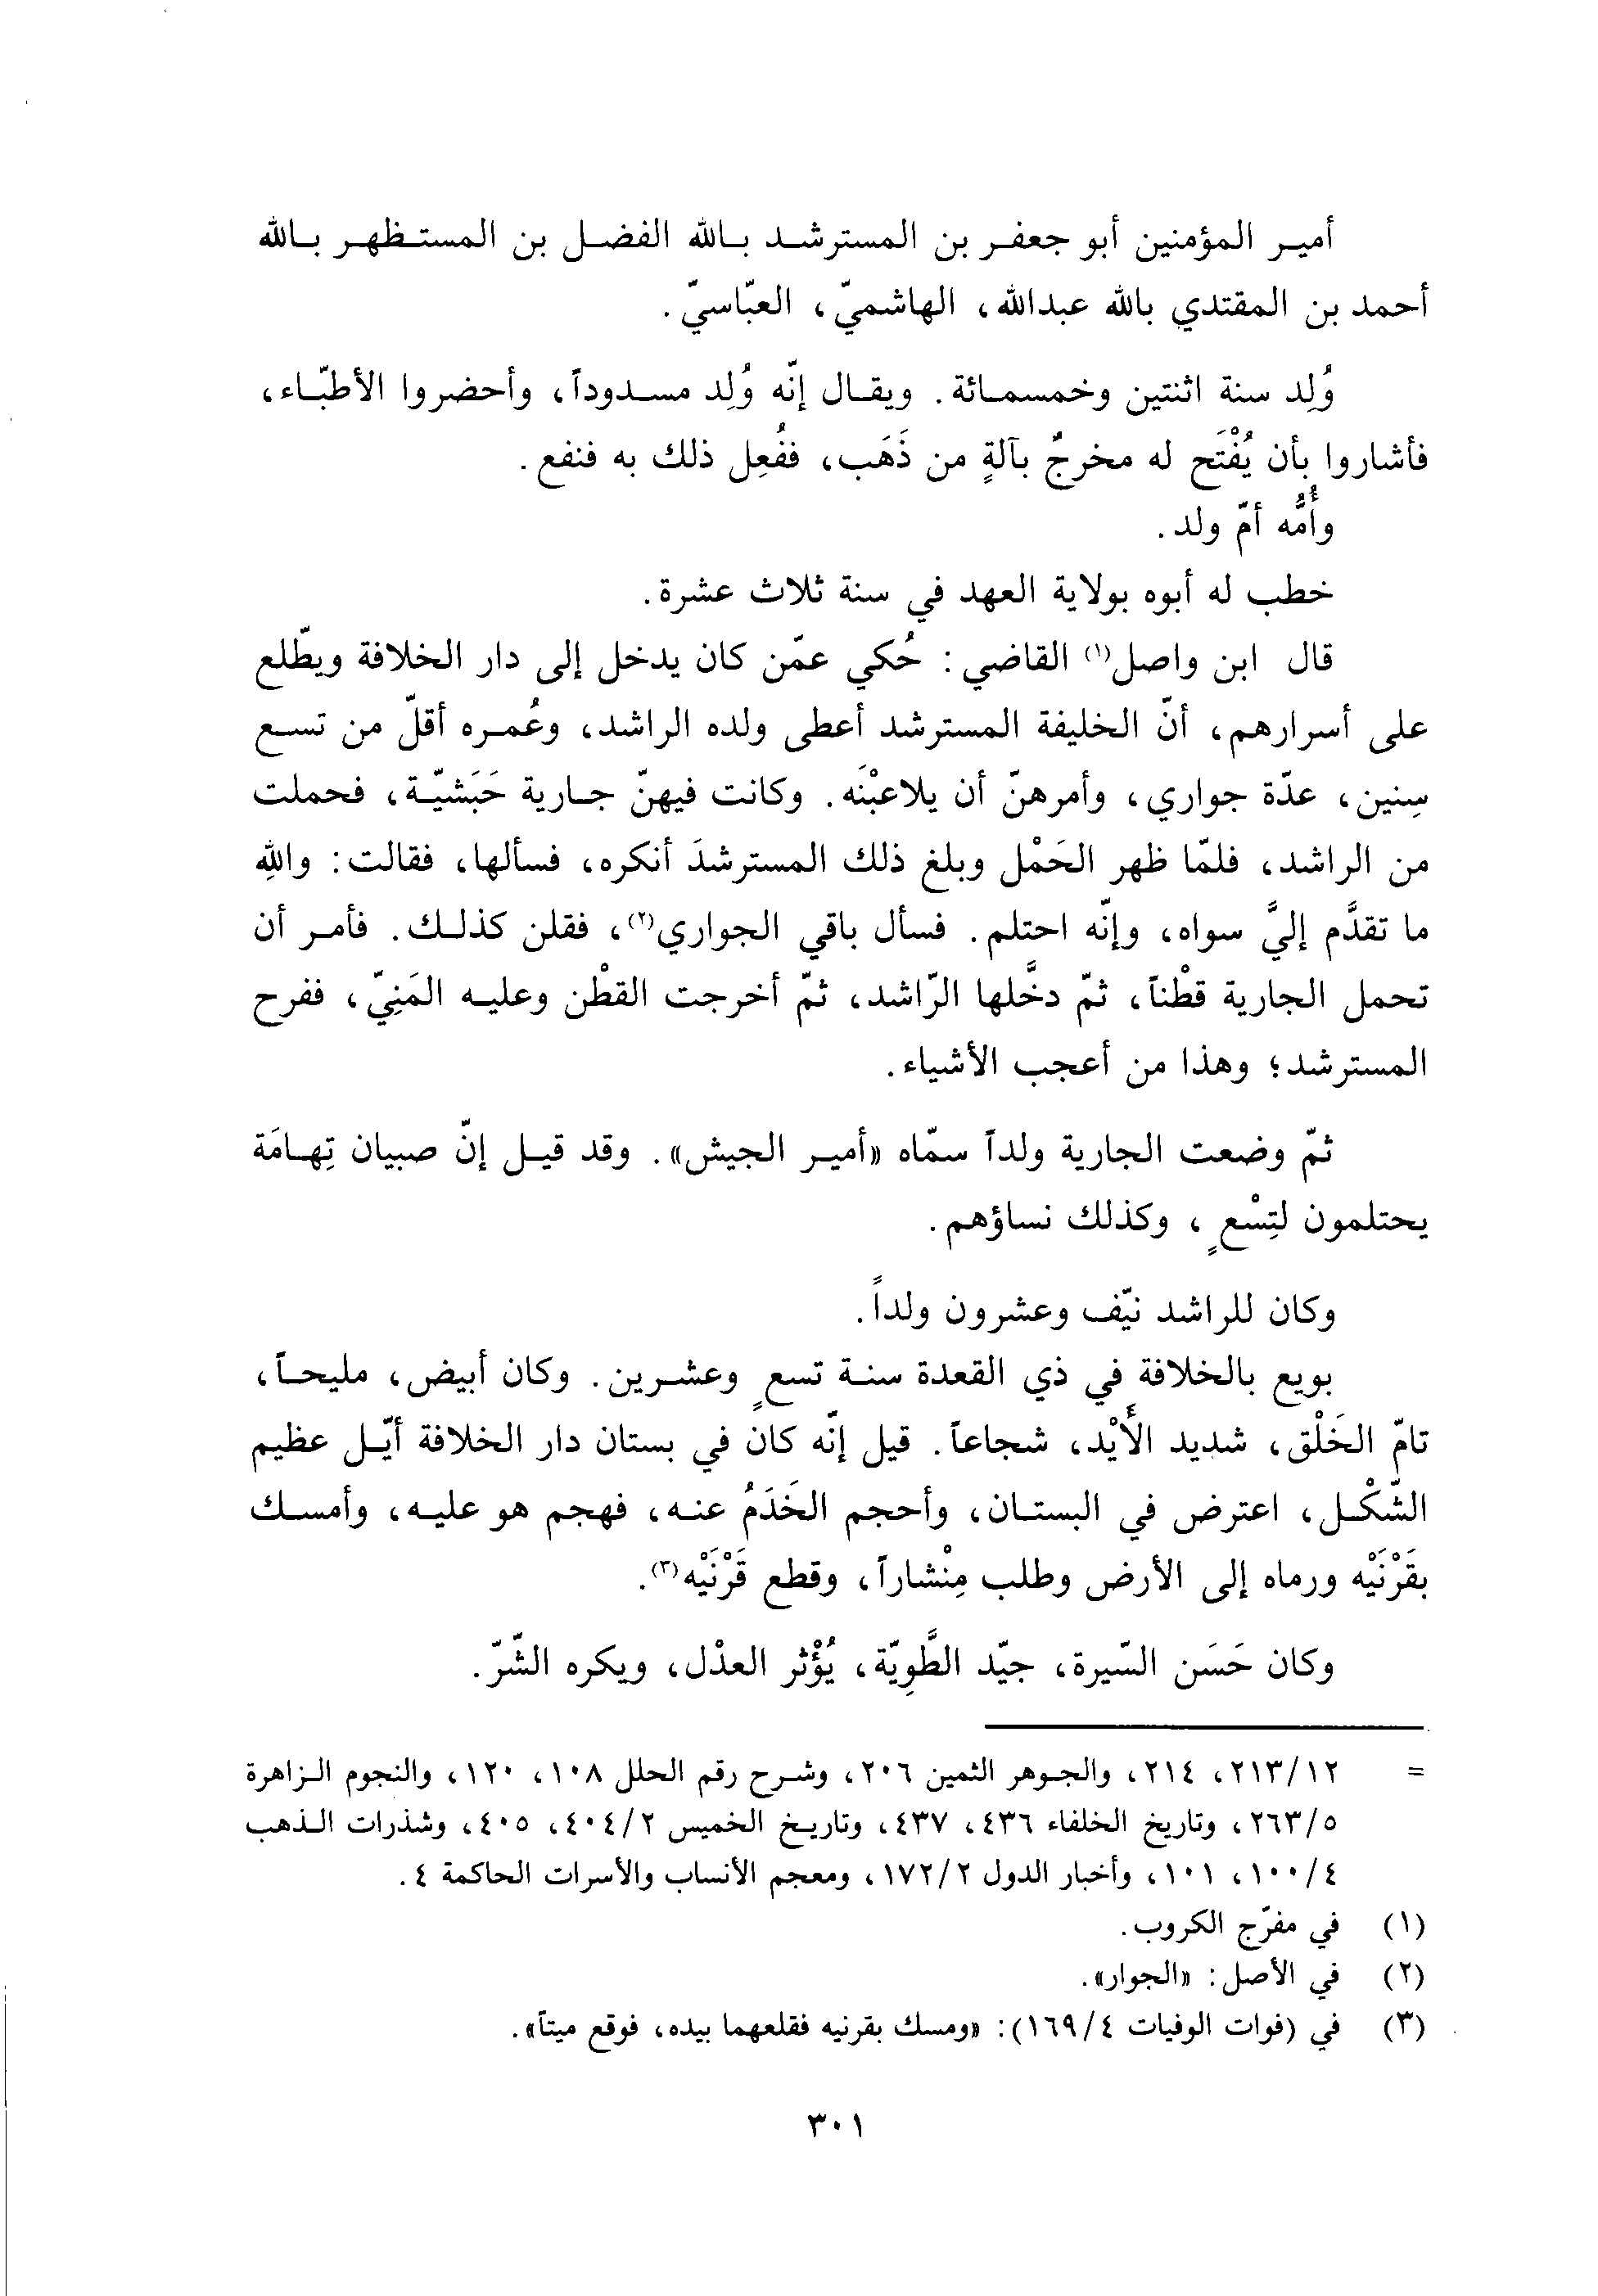 أمير المؤمنين أبو جعفر بن المسترشد بالله الفضل بن المستظهر بالله
أحمد بن المقتدي بالله عبدالله، الهاشميّ، العبّاسيّ.
وُلِد سنة اثنتين وخمسمائة. ويقال إنّه وُلِد مسدوداً، وأحضروا الأطبّاء،
فأشاروا بأن يُفْتَح له مخرجٌ بآلةٍ من ذَهَب، ففُعِل ذلك به فنفع.
وأُمُّه أمّ ولد.
خطب له أبوه بولاية العهد في سنة ثلاث عشرة.
قال ابن واصل(١) القاضي: حُكي عمّن كان يدخل إلى دار الخلافة ويطّلع
على أسرارهم، أنّ الخليفة المسترشد أعطى ولده الراشد، وعُمره أقلّ من تسع
سِنين، عدّة جواري، وأمرهنّ أن يلاعبْنَه. وكانت فيهنّ جارية حَبَشيّة، فحملت
من الراشد، فلمّا ظهر الحَمْل وبلغ ذلك المسترشدَ أنكره، فسألها، فقالت: واللهِ
ما تقدَّم إليَّ سواه، وإنّه احتلم. فسأل باقي الجواري(٢)، فقلن كذلك. فأمر أن
تحمل الجارية قطْناً، ثمّ دخَّلها الرّاشد، ثمّ أخرجت القطْن وعليه المَنِيّ، ففرح
المسترشد؛ وهذا من أعجب الأشياء.
ثمّ وضعت الجارية ولداً سمّاه «أمير الجيش». وقد قيل إنّ صبيان تِهامَة
يحتلمون لتِسْعٍ، وكذلك نساؤهم.
وكان للراشد نيّف وعشرون ولداً.
بويع بالخلافة في ذي القعدة سنة تسعٍ وعشرين. وكان أبيض، مليحاً،
تامّ الخَلْق، شديد الأَيْد، شجاعاً. قيل إنّه كان في بستان دار الخلافة أيّل عظيم
الشّكْل، اعترض في البستان، وأحجم الخَدَمُ عنه، فهجم هو عليه، وأمسك
بقَرْنَيْه ورماه إلى الأرض وطلب مِنْشاراً، وقطع قَرْنَيْه(٣).
وكان حَسَن السّيرة، جيّد الطَّوِيّة، يُؤْثر العدْل، ويكره الشّرّ.
= ٢١٣/١٢، ٢١٤، والجوهر الثمين ٢٠٦، وشرح رقم الحلل ١٠٨، ١٢٠، والنجوم الزاهرة
٢٦٣/٥، وتاريخ الخلفاء ٤٣٦، ٤٣٧، وتاريخ الخميس ٤٠٤/٢، ٤٠٥، وشذرات الذهب
١٠٠/٤، ١٠١، وأخبار الدول ١٧٢/٢، ومعجم الأنساب والأسرات الحاكمة ٤.
(١) في مفرّج الكروب.
(٢) في الأصل: «الجوار».
(٣) في (فوات الوفيات ١٦٩/٤): «ومسك بقرنيه فقلعهما بيده، فوقع ميتاً».
٣٠١